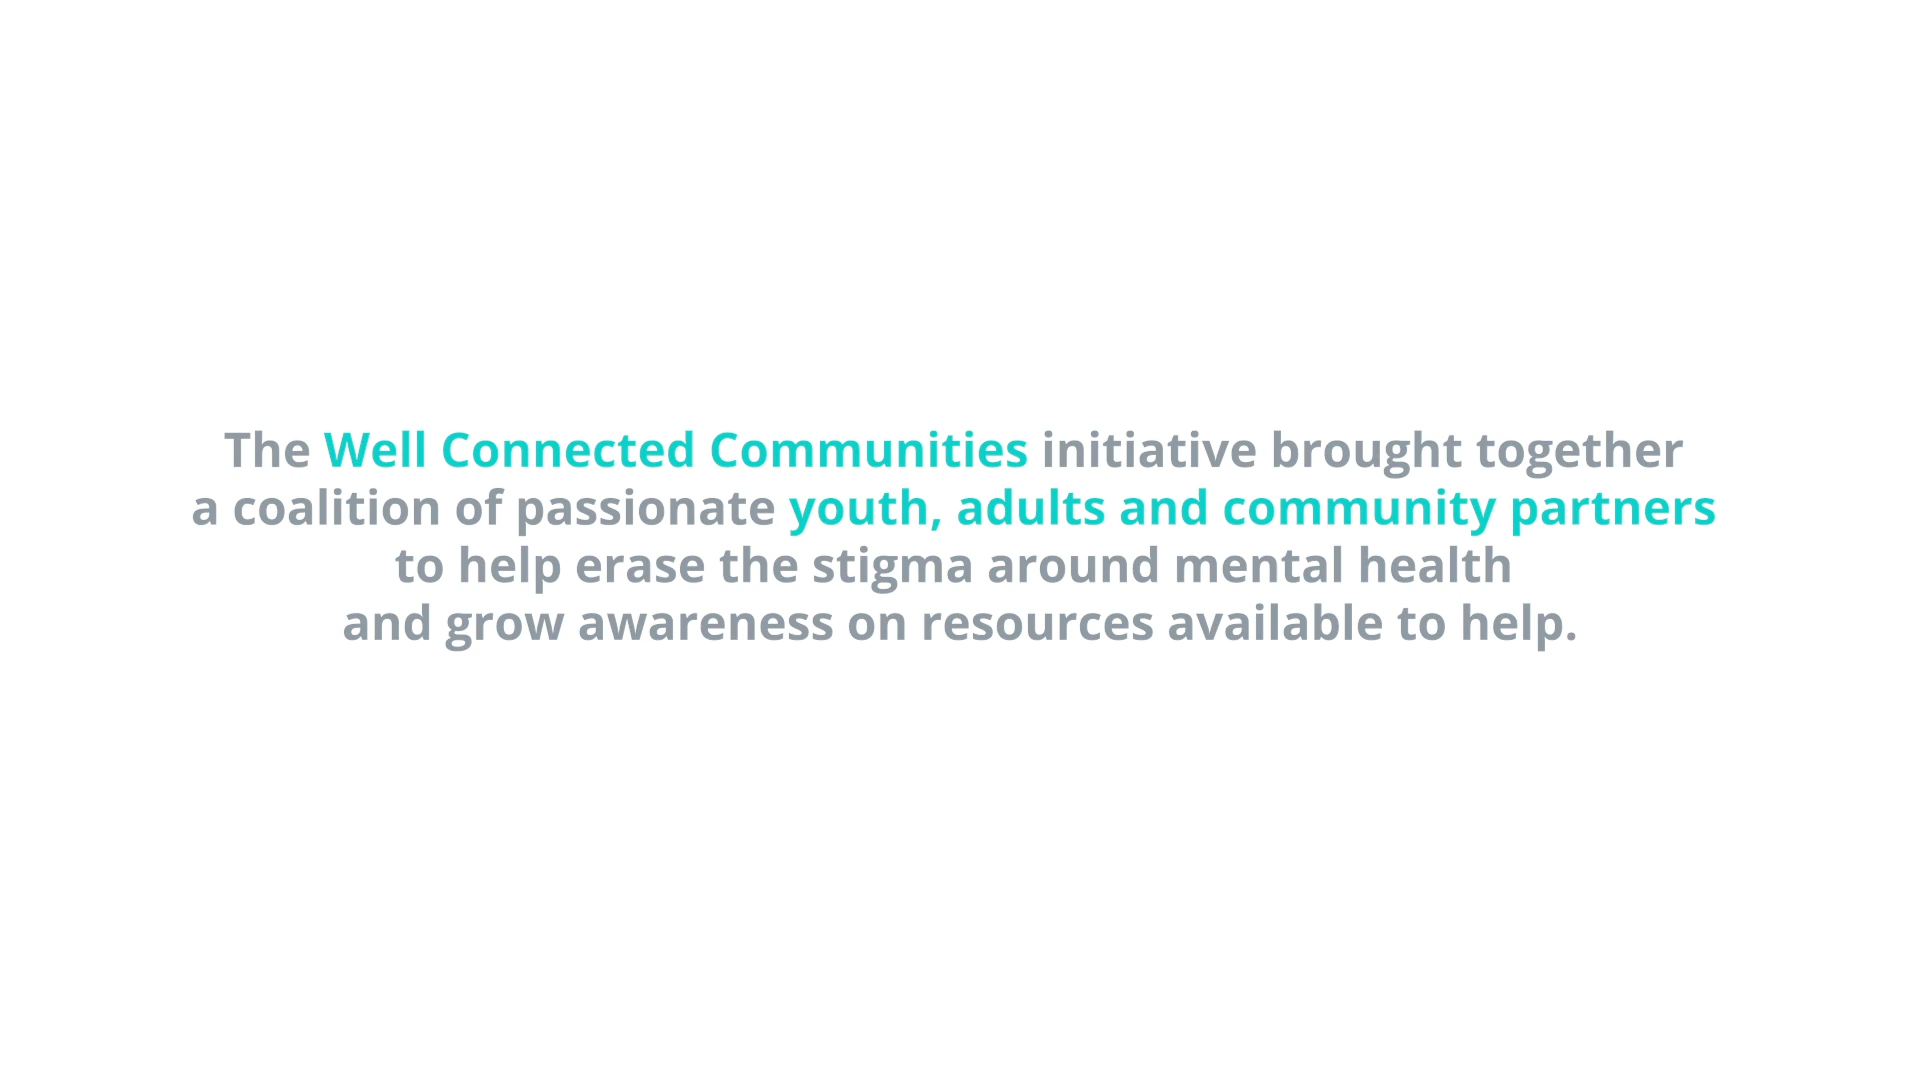 The Well Connected Communities initiative brought together
a coalition of passionate youth, adults and community partners
to help erase the stigma around mental health
and grow awareness on resources available to help.